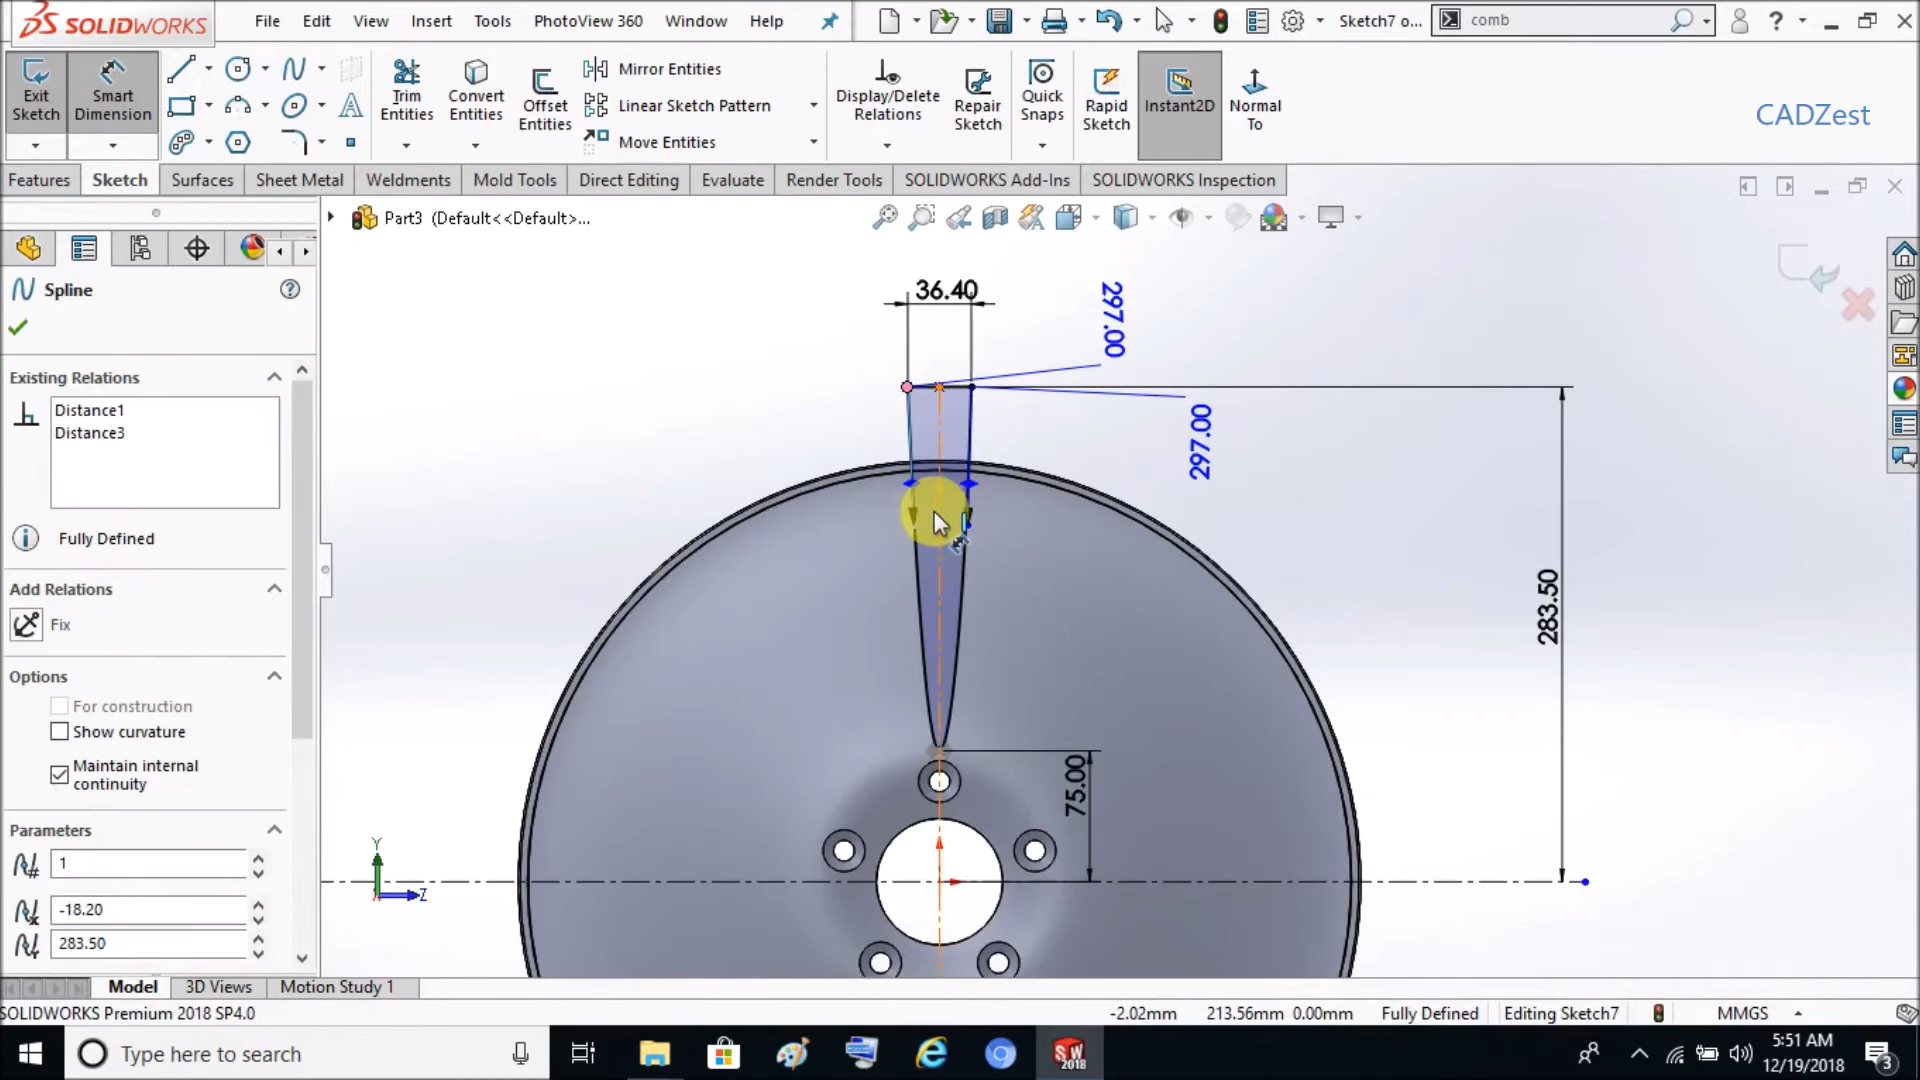 SOLIDWORKS
File Edit View Insert Tools PhotoView 360 Window Help
Sketch7 o...
comb
Exit Sketch
Smart Dimension
Trim Entities
Convert Entities
Offset Entities
Mirror Entities
Linear Sketch Pattern
Move Entities
Display/Delete Relations
Repair Sketch
Quick Snaps
Rapid Sketch
Instant2D
Normal To
CADZest
Features Sketch Surfaces Sheet Metal Weldments Mold Tools Direct Editing Evaluate Render Tools SOLIDWORKS Add-Ins SOLIDWORKS Inspection
Part3 (Default<<Default>...
Spline
Existing Relations
Distance1
Distance3
Fully Defined
Add Relations
Fix
Options
For construction
Show curvature
Maintain internal
continuity
Parameters
1
-18.20
283.50
36.40
297.00
297.00
283.50
75.00
Y
Z
Model 3D Views Motion Study 1
SOLIDWORKS Premium 2018 SP4.0
-2.02mm 213.56mm 0.00mm Fully Defined Editing Sketch7 MMGS
Type here to search
SW
2018
5:51 AM
12/19/2018
3